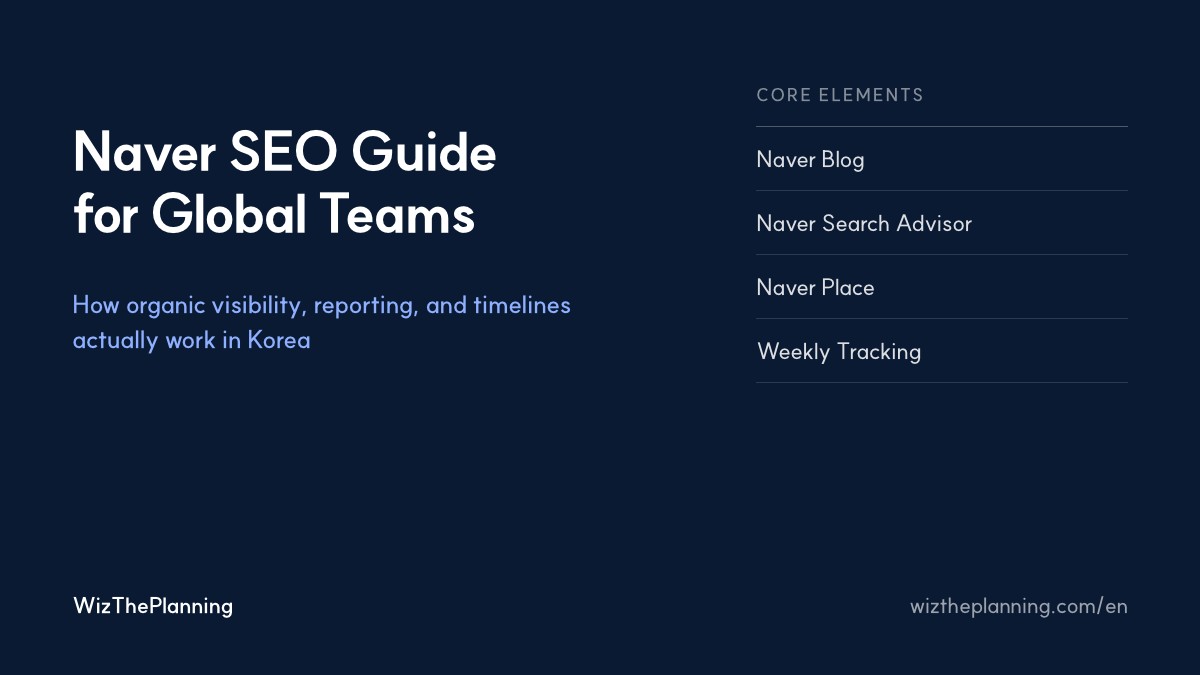 Naver SEO Guide
for Global Teams
How organic visibility, reporting, and timelines
actually work in Korea
CORE ELEMENTS
Naver Blog
Naver Search Advisor
Naver Place
Weekly Tracking
WizThePlanning
wiztheplanning.com/en